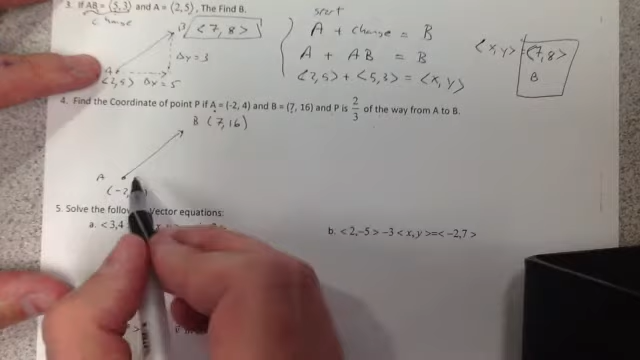 3. If AB = ⟨5, 3⟩ and A = ⟨2, 5⟩, The Find B.
change
B ⟨7, 8⟩
Δy = 3
A
⟨2, 5⟩ Δx = 5
start
A + change = B
A + AB = B
⟨2, 5⟩ + ⟨5, 3⟩ = ⟨x, y⟩
⟨x, y⟩ = ⟨7, 8⟩
B
4. Find the Coordinate of point P if A = (-2, 4) and B = (7, 16) and P is 2/3 of the way from A to B.
B (7, 16)
A
5. Solve the Vector equations:
a. < 3, 4
b. < 2, −5 > −3 < x, y >=< −2, 7 >